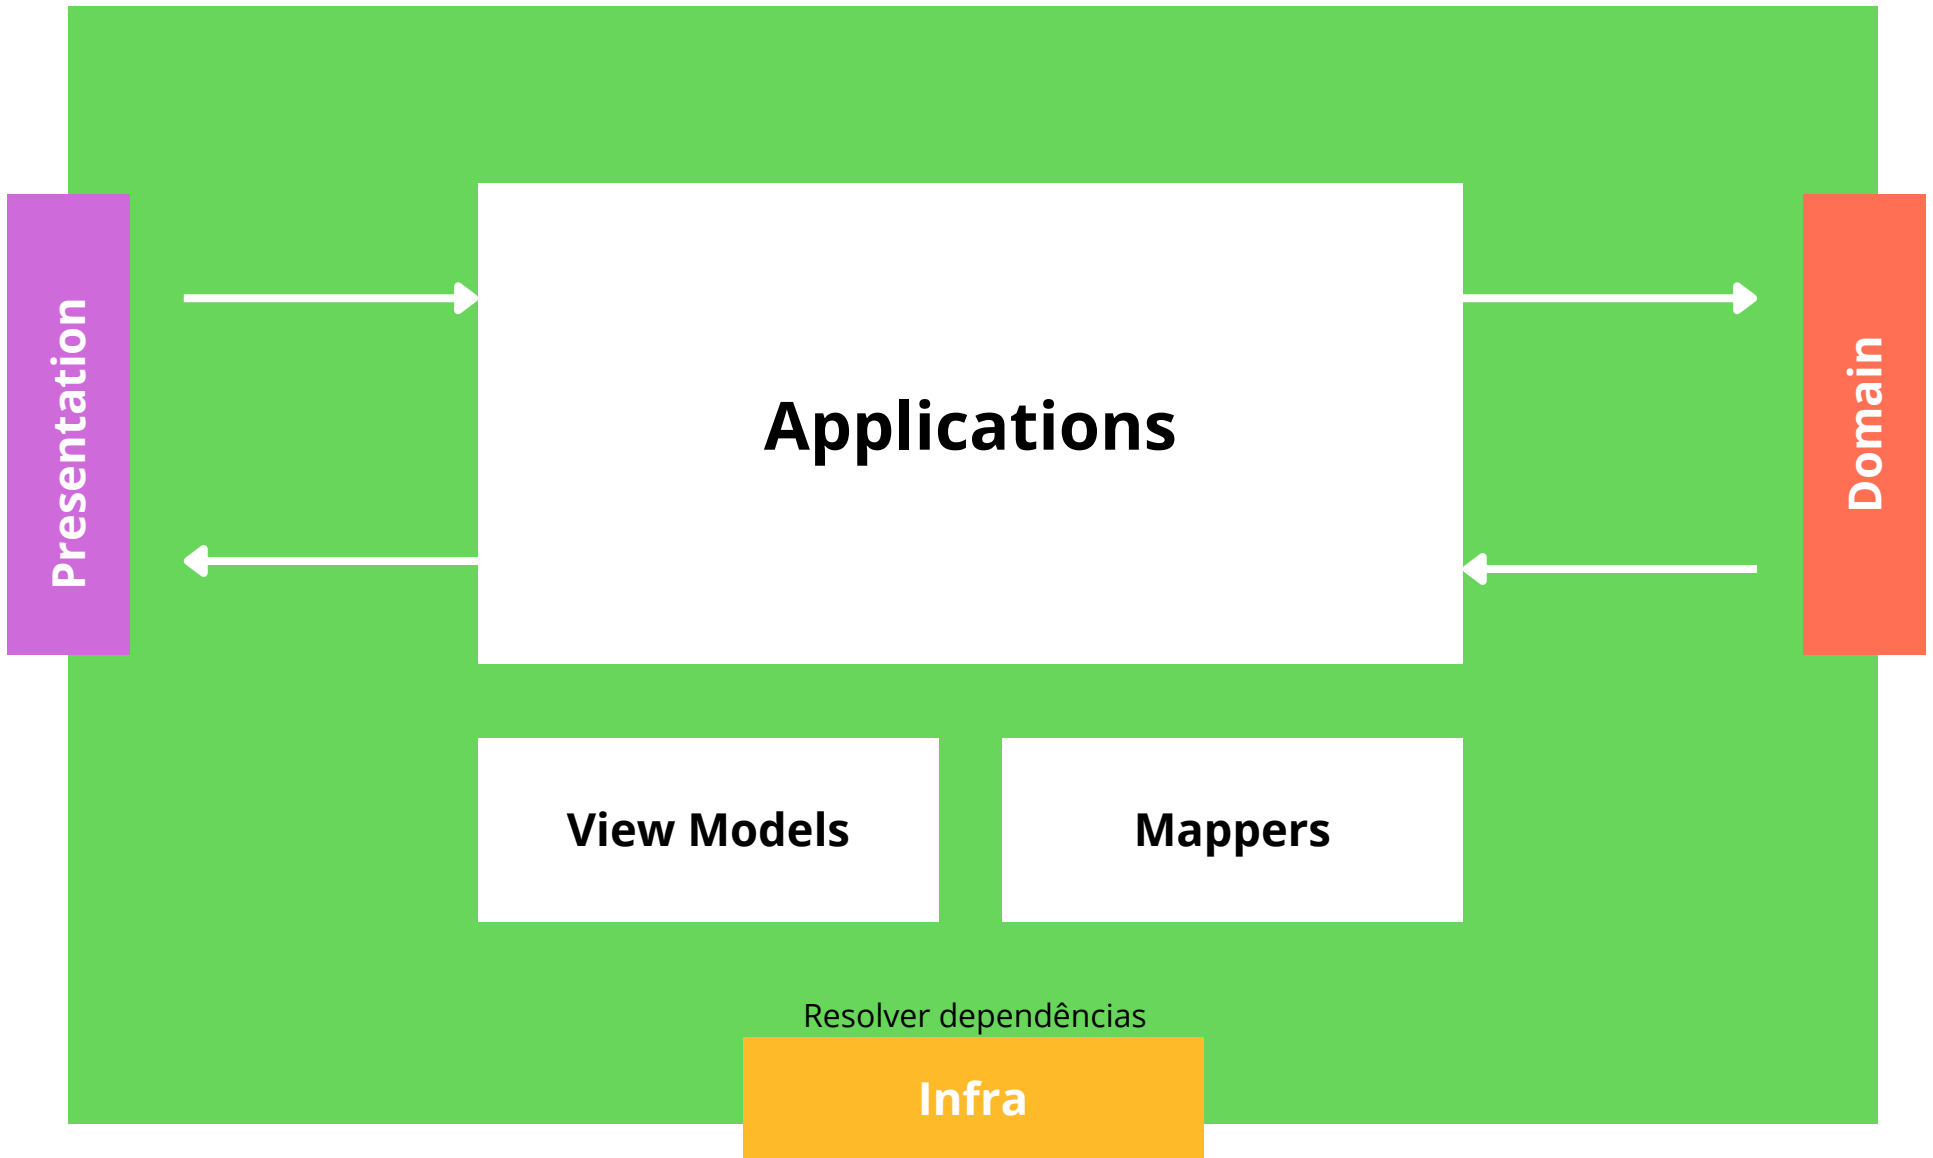 Presentation
Applications
Domain
View Models
Mappers
Resolver dependências
Infra